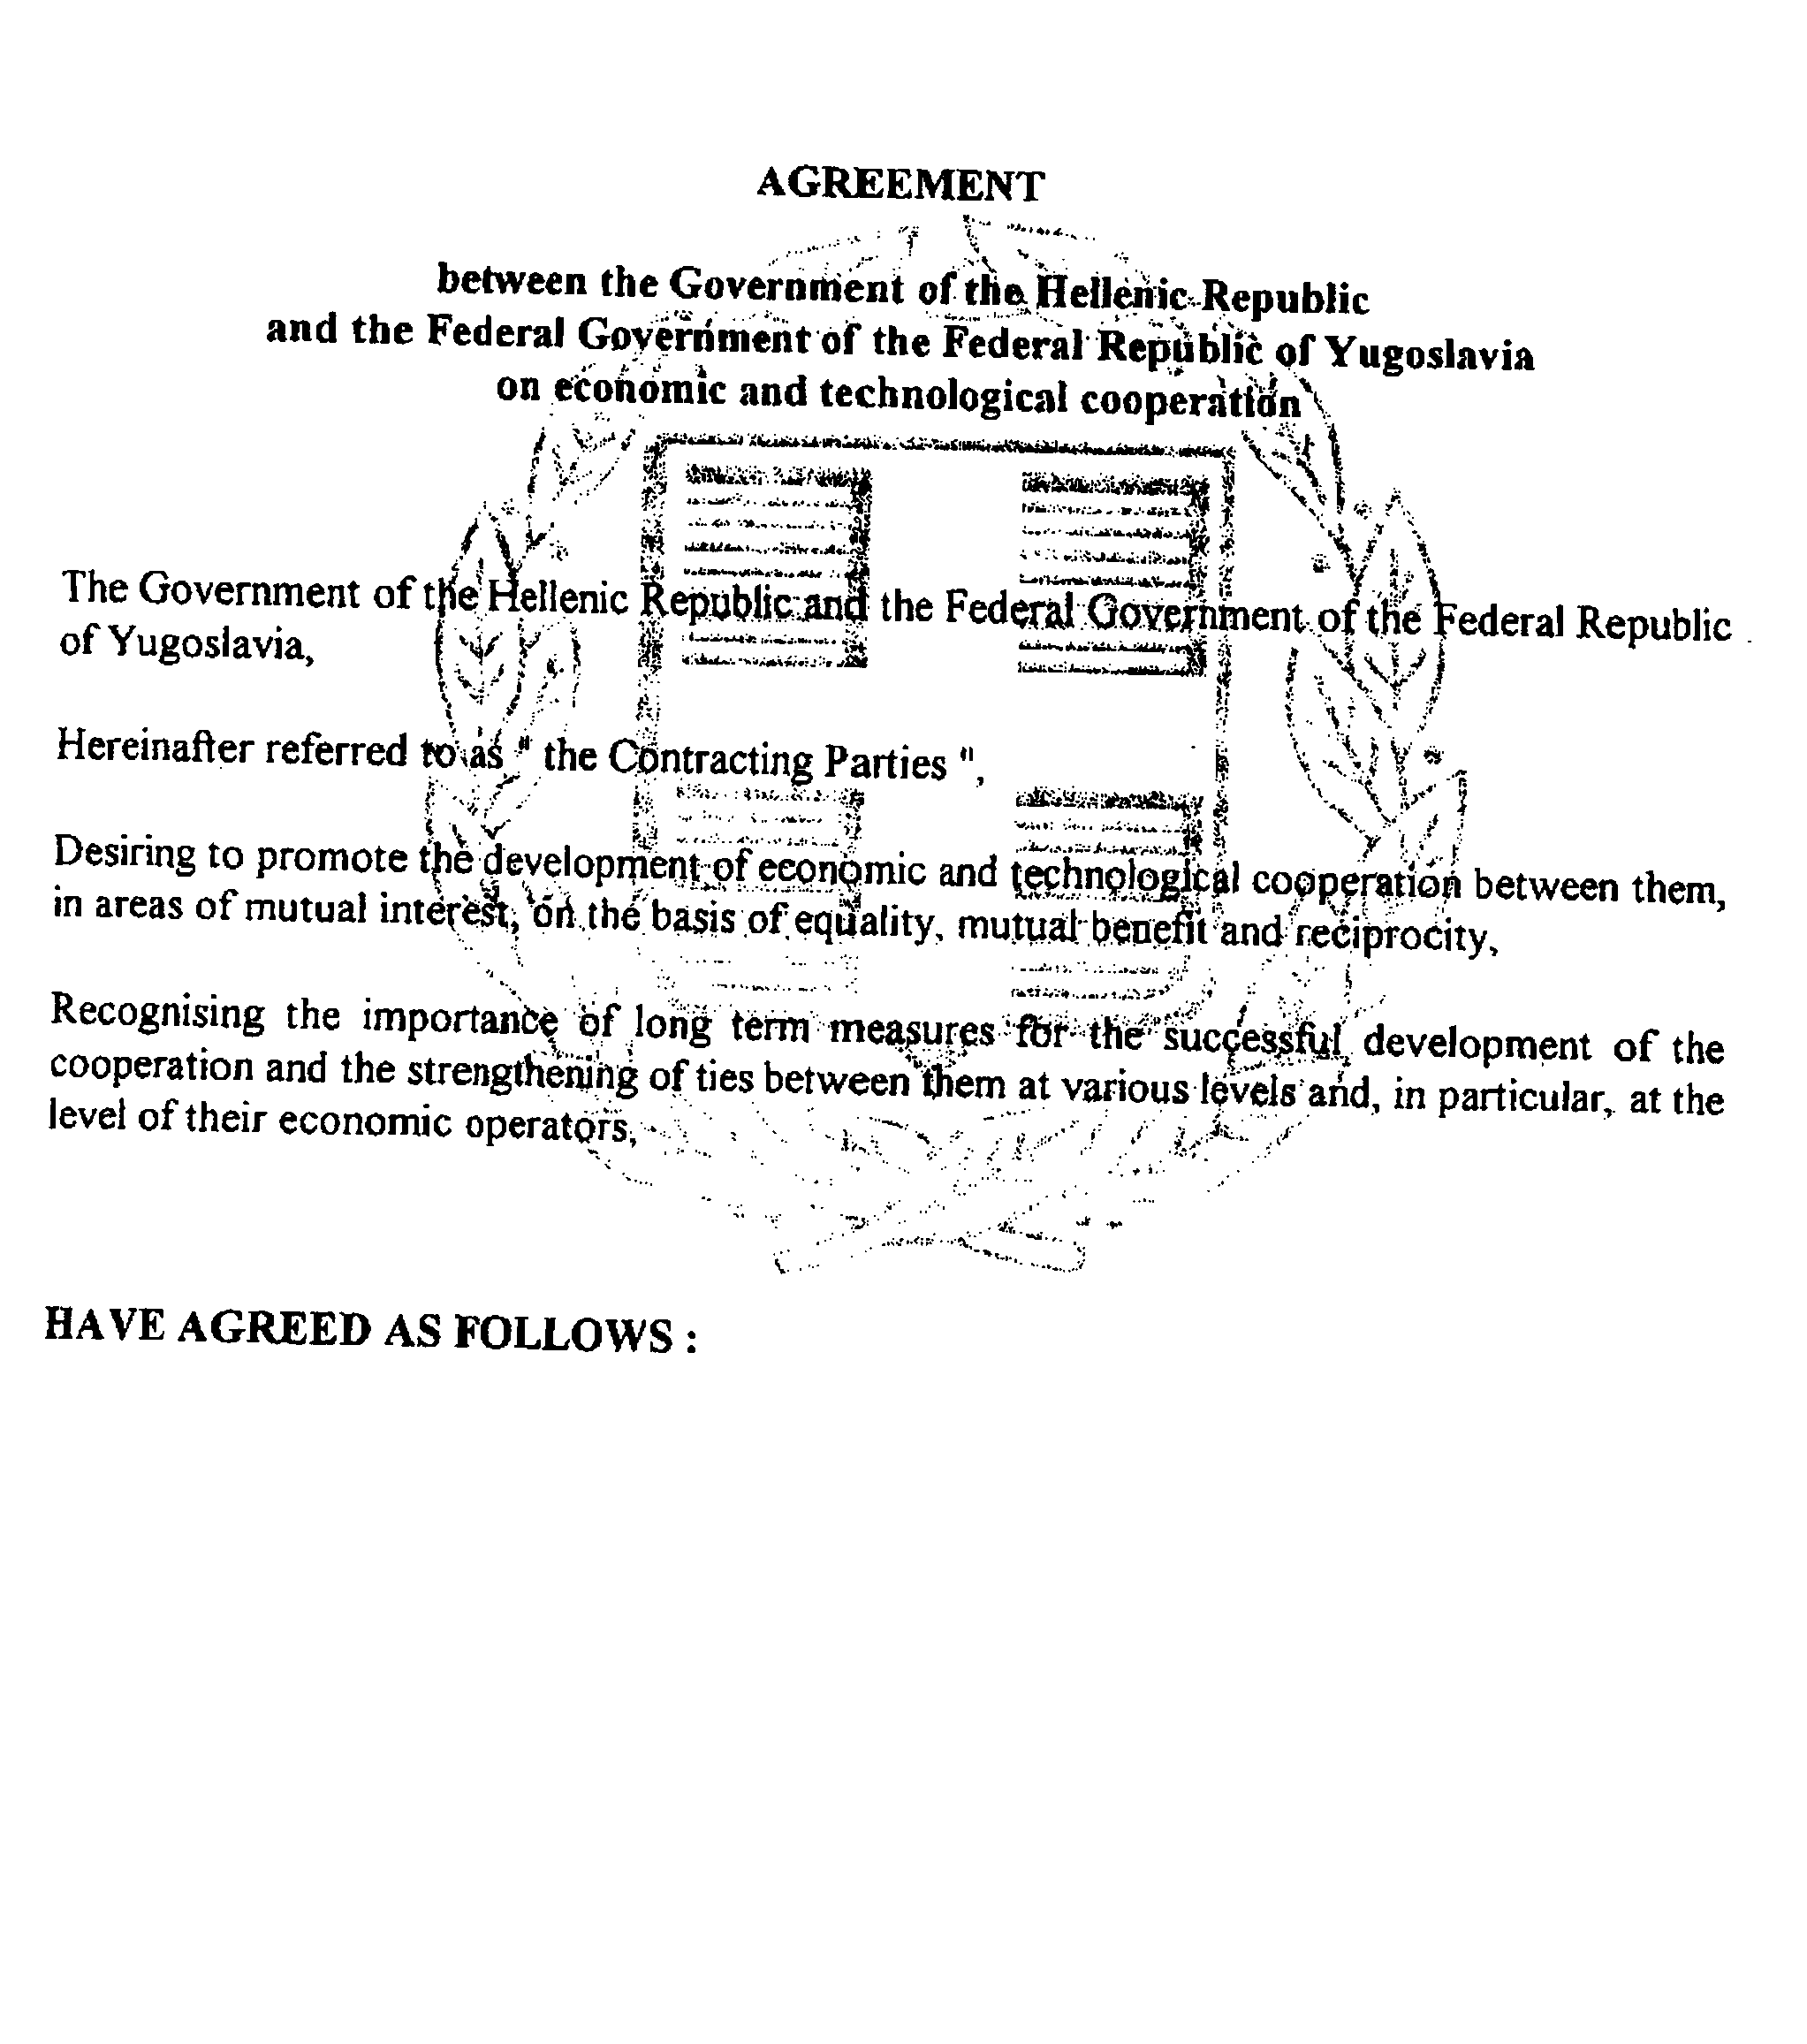 AGREEMENT
between the Government of the Hellenic Republic
and the Federal Government of the Federal Republic of Yugoslavia
on economic and technological cooperation
The Government of the Hellenic Republic and the Federal Government of the Federal Republic
of Yugoslavia,
Hereinafter referred to as " the Contracting Parties ",
Desiring to promote the development of economic and technological cooperation between them,
in areas of mutual interest, on the basis of equality, mutual benefit and reciprocity,
Recognising the importance of long term measures for the successful development of the
cooperation and the strengthening of ties between them at various levels and, in particular, at the
level of their economic operators,
HAVE AGREED AS FOLLOWS :